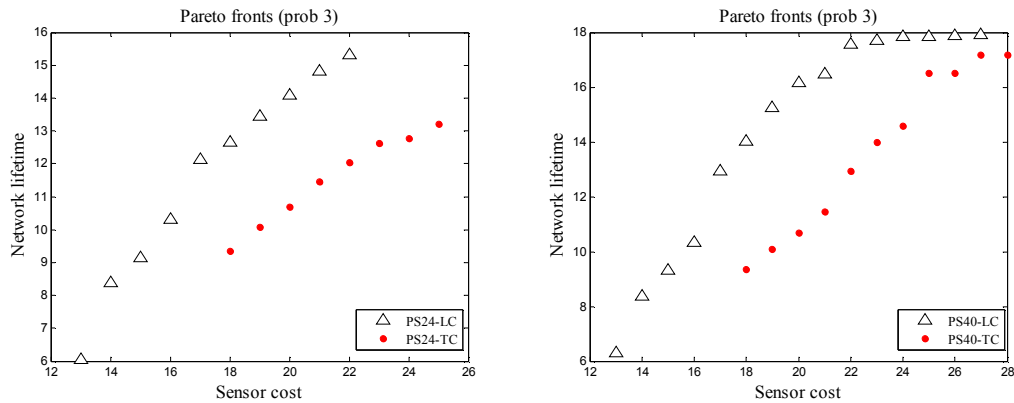 Pareto fronts (prob 3)
16
15
14
13
12
11
10
9
8
7
6
Network lifetime
12 14 16 18 20 22 24 26
Sensor cost
PS24-LC
PS24-TC
Pareto fronts (prob 3)
18
16
14
12
10
8
6
Network lifetime
12 14 16 18 20 22 24 26 28
Sensor cost
PS40-LC
PS40-TC